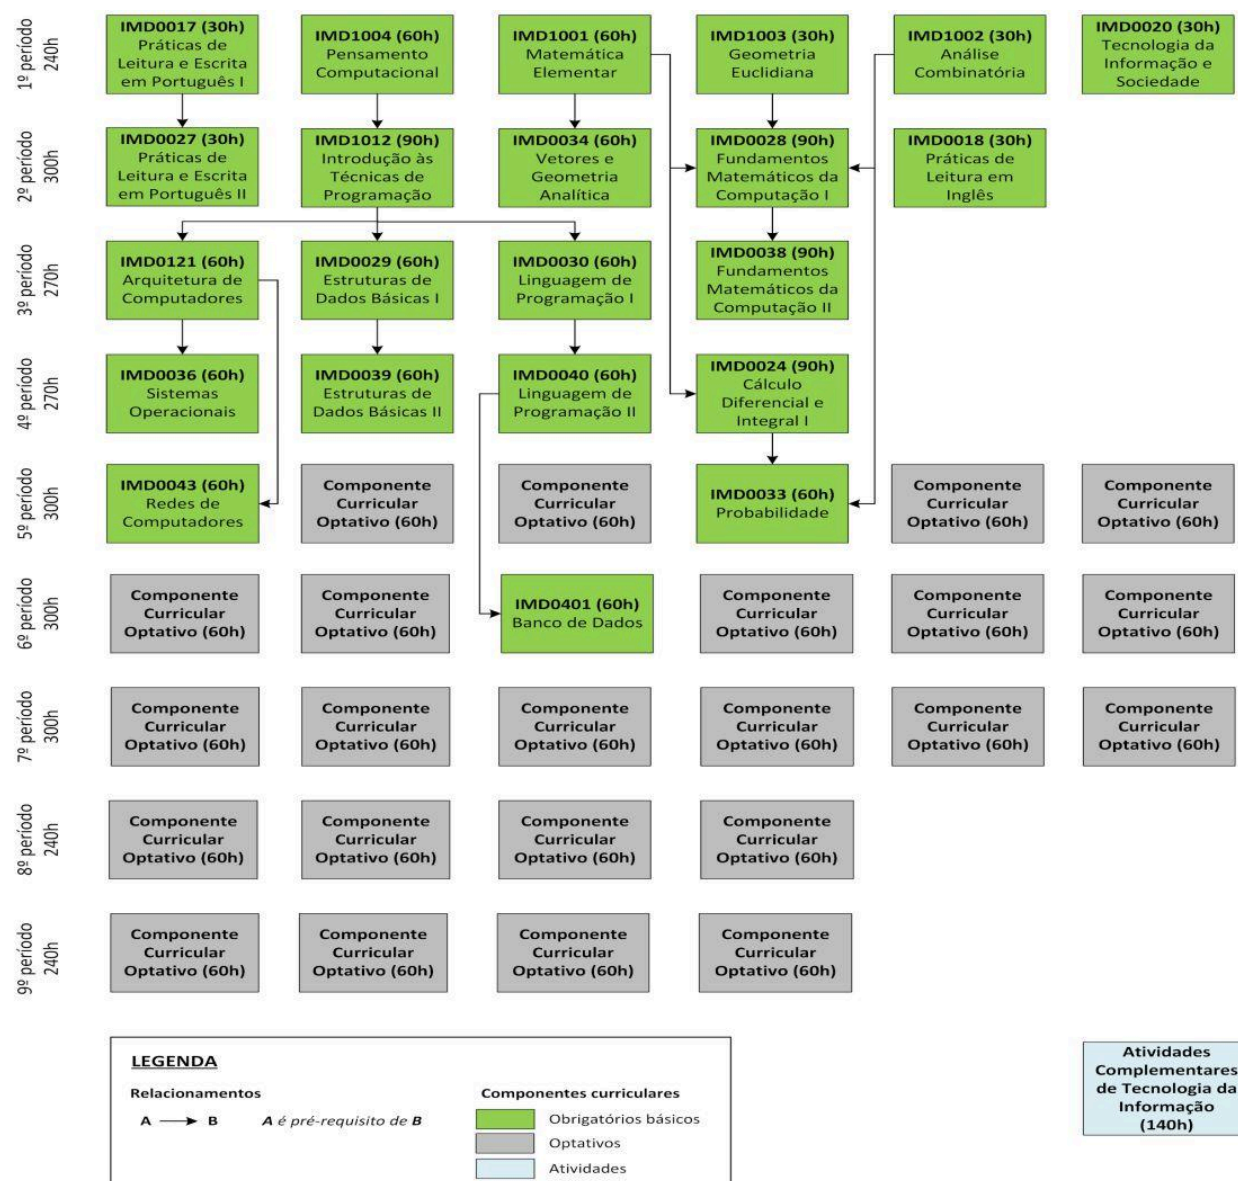 1º período
240h
IMD0017 (30h)
Práticas de
Leitura e Escrita
em Português I
IMD1004 (60h)
Pensamento
Computacional
IMD1001 (60h)
Matemática
Elementar
IMD1003 (30h)
Geometria
Euclidiana
IMD1002 (30h)
Análise
Combinatória
IMD0020 (30h)
Tecnologia da
Informação e
Sociedade
2º período
300h
IMD0027 (30h)
Práticas de
Leitura e Escrita
em Português II
IMD1012 (90h)
Introdução às
Técnicas de
Programação
IMD0034 (60h)
Vetores e
Geometria
Analítica
IMD0028 (90h)
Fundamentos
Matemáticos da
Computação I
IMD0018 (30h)
Práticas de
Leitura em
Inglês
3º período
270h
IMD0121 (60h)
Arquitetura de
Computadores
IMD0029 (60h)
Estruturas de
Dados Básicas I
IMD0030 (60h)
Linguagem de
Programação I
IMD0038 (90h)
Fundamentos
Matemáticos da
Computação II
4º período
270h
IMD0036 (60h)
Sistemas
Operacionais
IMD0039 (60h)
Estruturas de
Dados Básicas II
IMD0040 (60h)
Linguagem de
Programação II
IMD0024 (90h)
Cálculo
Diferencial e
Integral I
5º período
300h
IMD0043 (60h)
Redes de
Computadores
Componente
Curricular
Optativo (60h)
Componente
Curricular
Optativo (60h)
IMD0033 (60h)
Probabilidade
Componente
Curricular
Optativo (60h)
Componente
Curricular
Optativo (60h)
6º período
300h
Componente
Curricular
Optativo (60h)
Componente
Curricular
Optativo (60h)
IMD0401 (60h)
Banco de Dados
Componente
Curricular
Optativo (60h)
Componente
Curricular
Optativo (60h)
Componente
Curricular
Optativo (60h)
7º período
300h
Componente
Curricular
Optativo (60h)
Componente
Curricular
Optativo (60h)
Componente
Curricular
Optativo (60h)
Componente
Curricular
Optativo (60h)
Componente
Curricular
Optativo (60h)
Componente
Curricular
Optativo (60h)
8º período
240h
Componente
Curricular
Optativo (60h)
Componente
Curricular
Optativo (60h)
Componente
Curricular
Optativo (60h)
Componente
Curricular
Optativo (60h)
9º período
240h
Componente
Curricular
Optativo (60h)
Componente
Curricular
Optativo (60h)
Componente
Curricular
Optativo (60h)
Componente
Curricular
Optativo (60h)
LEGENDA
Relacionamentos
A B A é pré-requisito de B
Componentes curriculares
Obrigatórios básicos
Optativos
Atividades
Atividades
Complementares
de Tecnologia da
Informação
(140h)